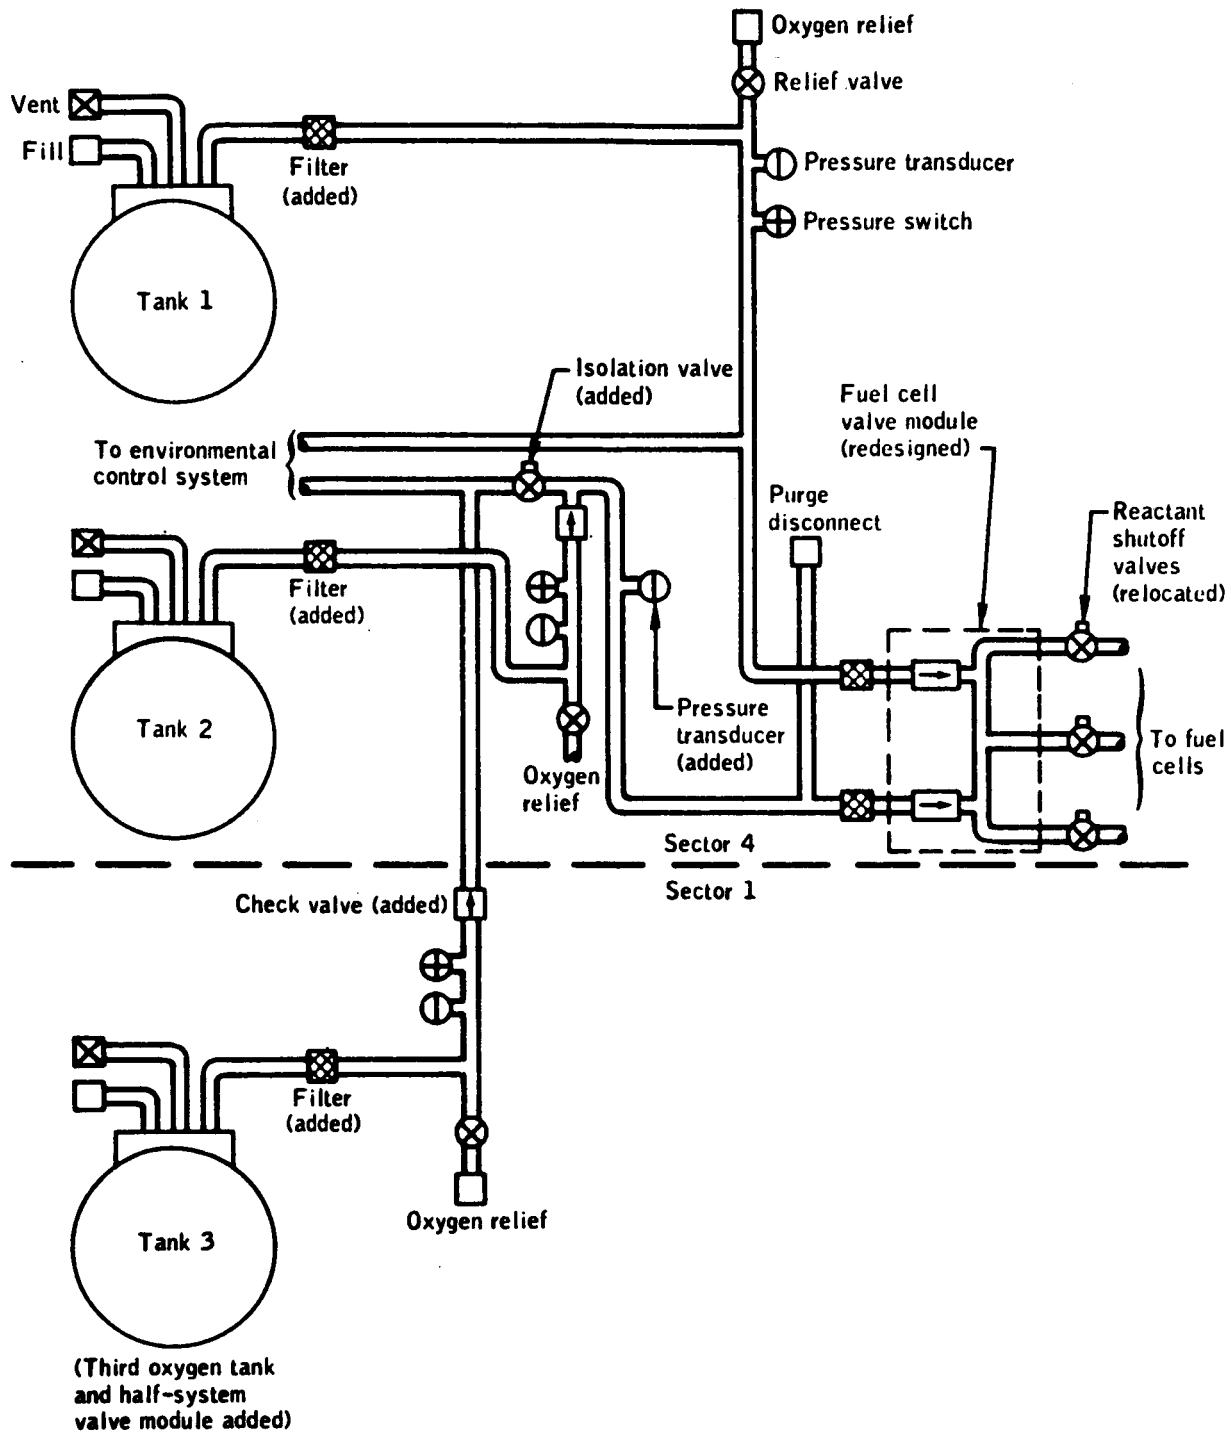 Oxygen relief
Relief valve
Vent
Fill
Filter
(added)
Pressure transducer
Pressure switch
Tank 1
Isolation valve
(added)
Fuel cell
valve module
(redesigned)
To environmental
control system
Purge
disconnect
Reactant
shutoff
valves
(relocated)
Filter
(added)
Tank 2
Pressure
transducer
(added)
To fuel
cells
Oxygen
relief
Sector 4
Sector 1
Check valve (added)
Filter
(added)
Tank 3
Oxygen relief
(Third oxygen tank
and half-system
valve module added)